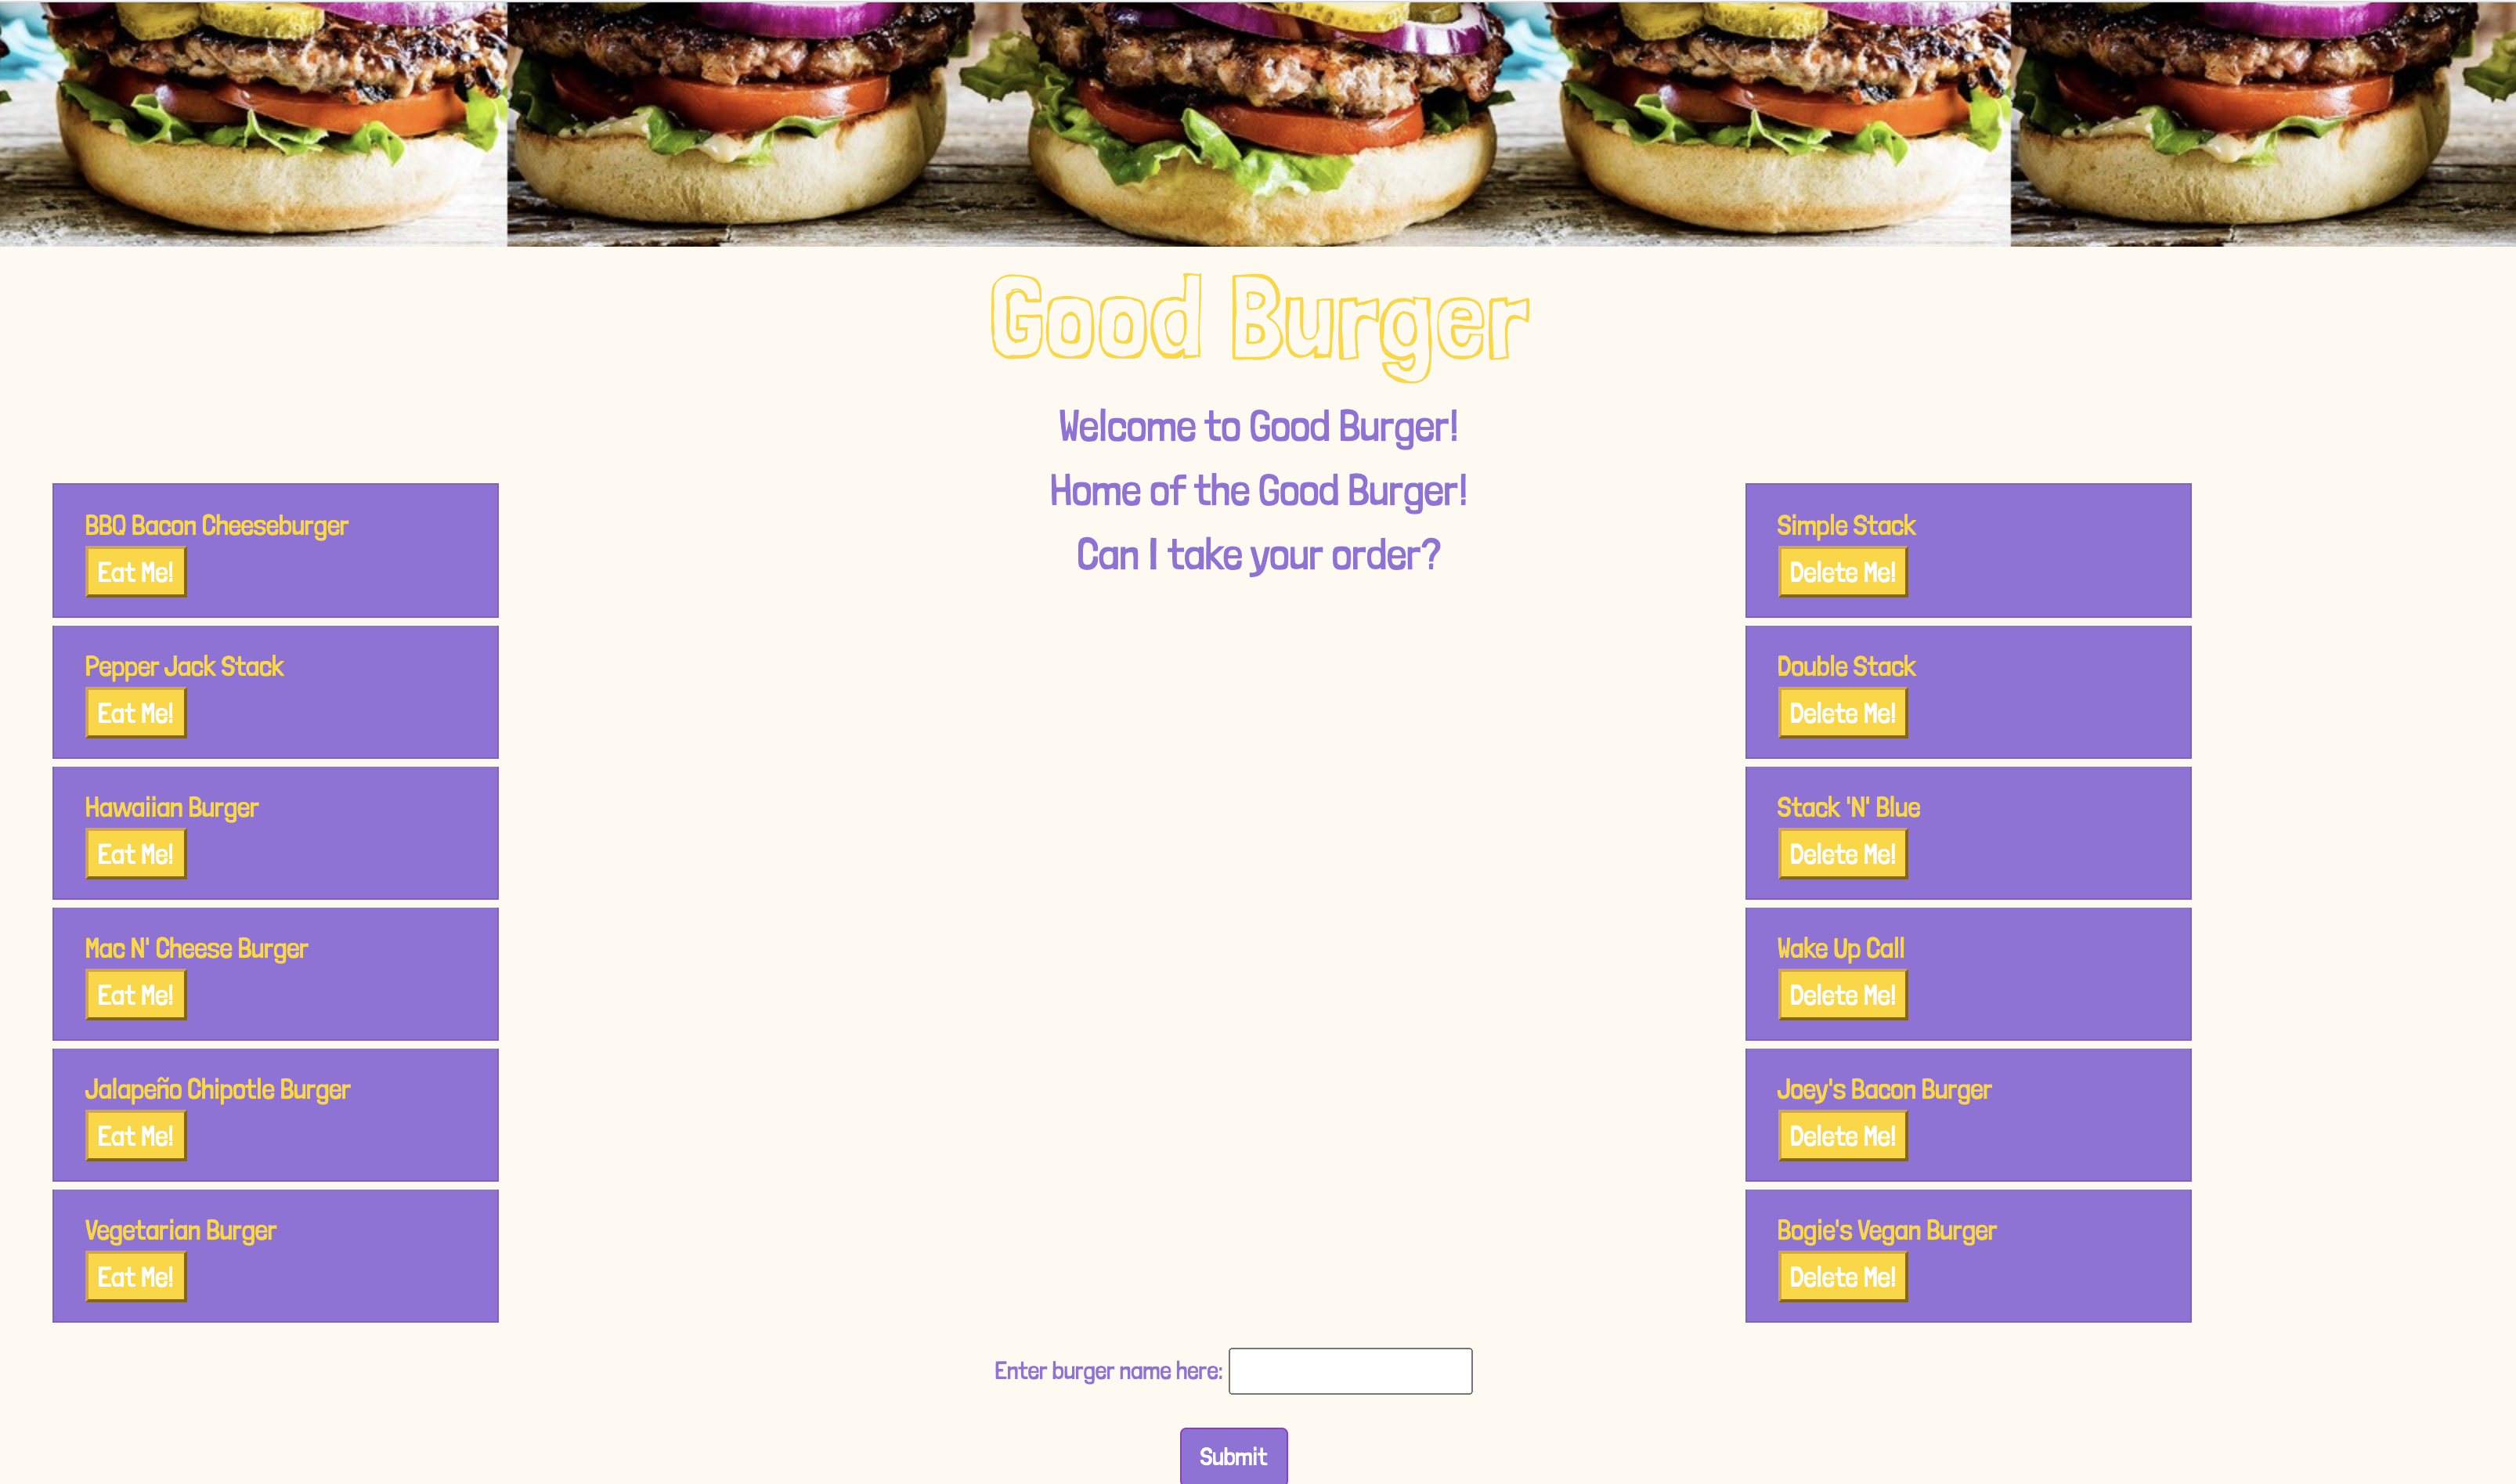 Good Burger
Welcome to Good Burger!
Home of the Good Burger!
Can I take your order?
BBQ Bacon Cheeseburger
Eat Me!
Pepper Jack Stack
Eat Me!
Hawaiian Burger
Eat Me!
Mac N' Cheese Burger
Eat Me!
Jalapeño Chipotle Burger
Eat Me!
Vegetarian Burger
Eat Me!
Simple Stack
Delete Me!
Double Stack
Delete Me!
Stack 'N' Blue
Delete Me!
Wake Up Call
Delete Me!
Joey's Bacon Burger
Delete Me!
Bogie's Vegan Burger
Delete Me!
Enter burger name here:
Submit